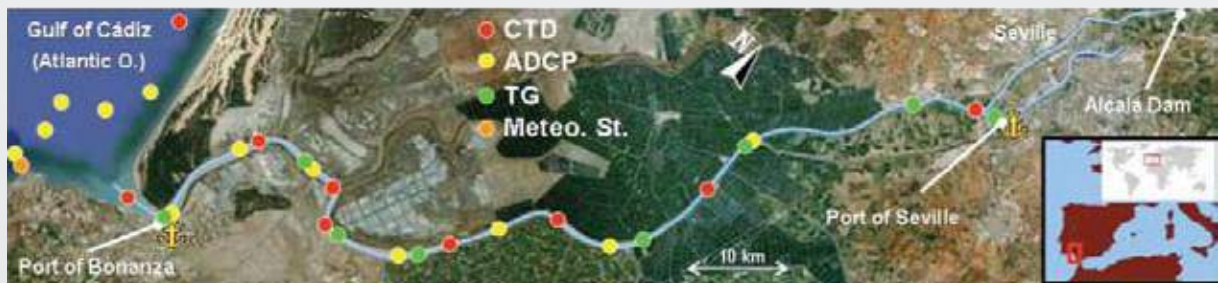 Gulf of Cádiz
(Atlantic O.)
CTD
ADCP
TG
Meteo. St.
N
Seville
Alcala Dam
Port of Seville
Port of Bonanza
10 km